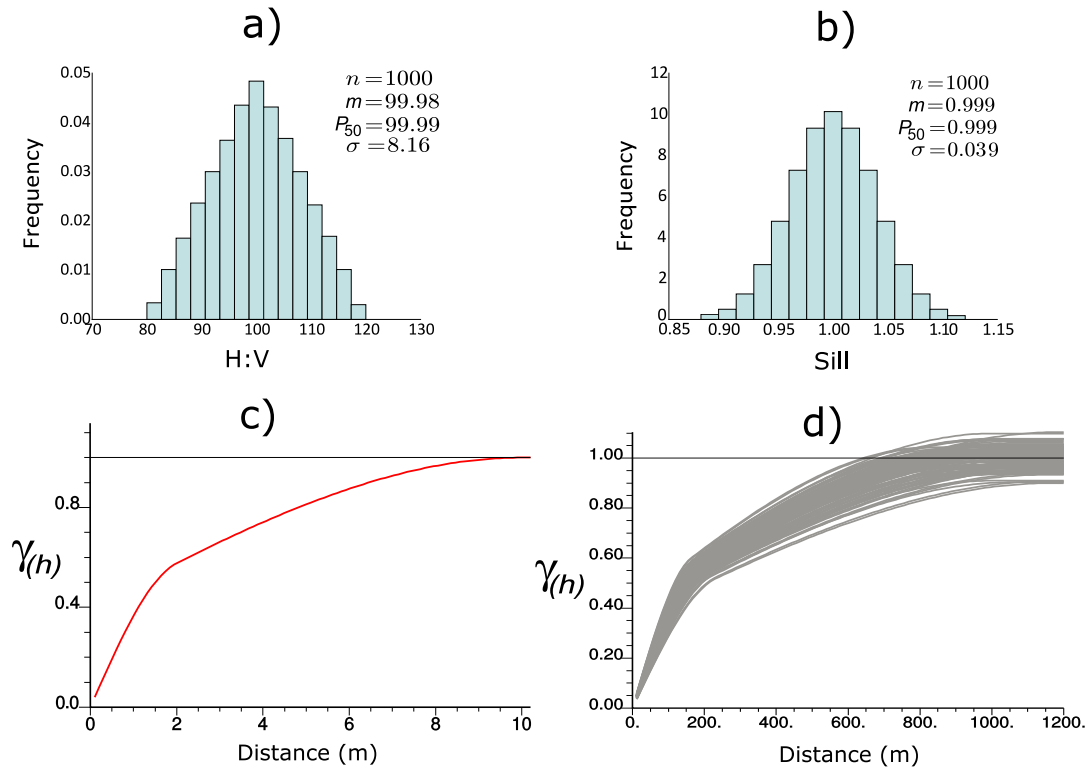 a)
n = 1000
m = 99.98
P50 = 99.99
σ = 8.16
Frequency
0.05
0.04
0.03
0.02
0.01
0.00
70 80 90 100 110 120 130
H:V
b)
n = 1000
m = 0.999
P50 = 0.999
σ = 0.039
Frequency
12
10
8
6
4
2
0
0.85 0.90 0.95 1.00 1.05 1.10 1.15
Sill
c)
γ(h)
0.8
0.4
0.0
0 2 4 6 8 10
Distance (m)
d)
γ(h)
1.00
0.80
0.60
0.40
0.20
0.00
0. 200. 400. 600. 800. 1000. 1200.
Distance (m)